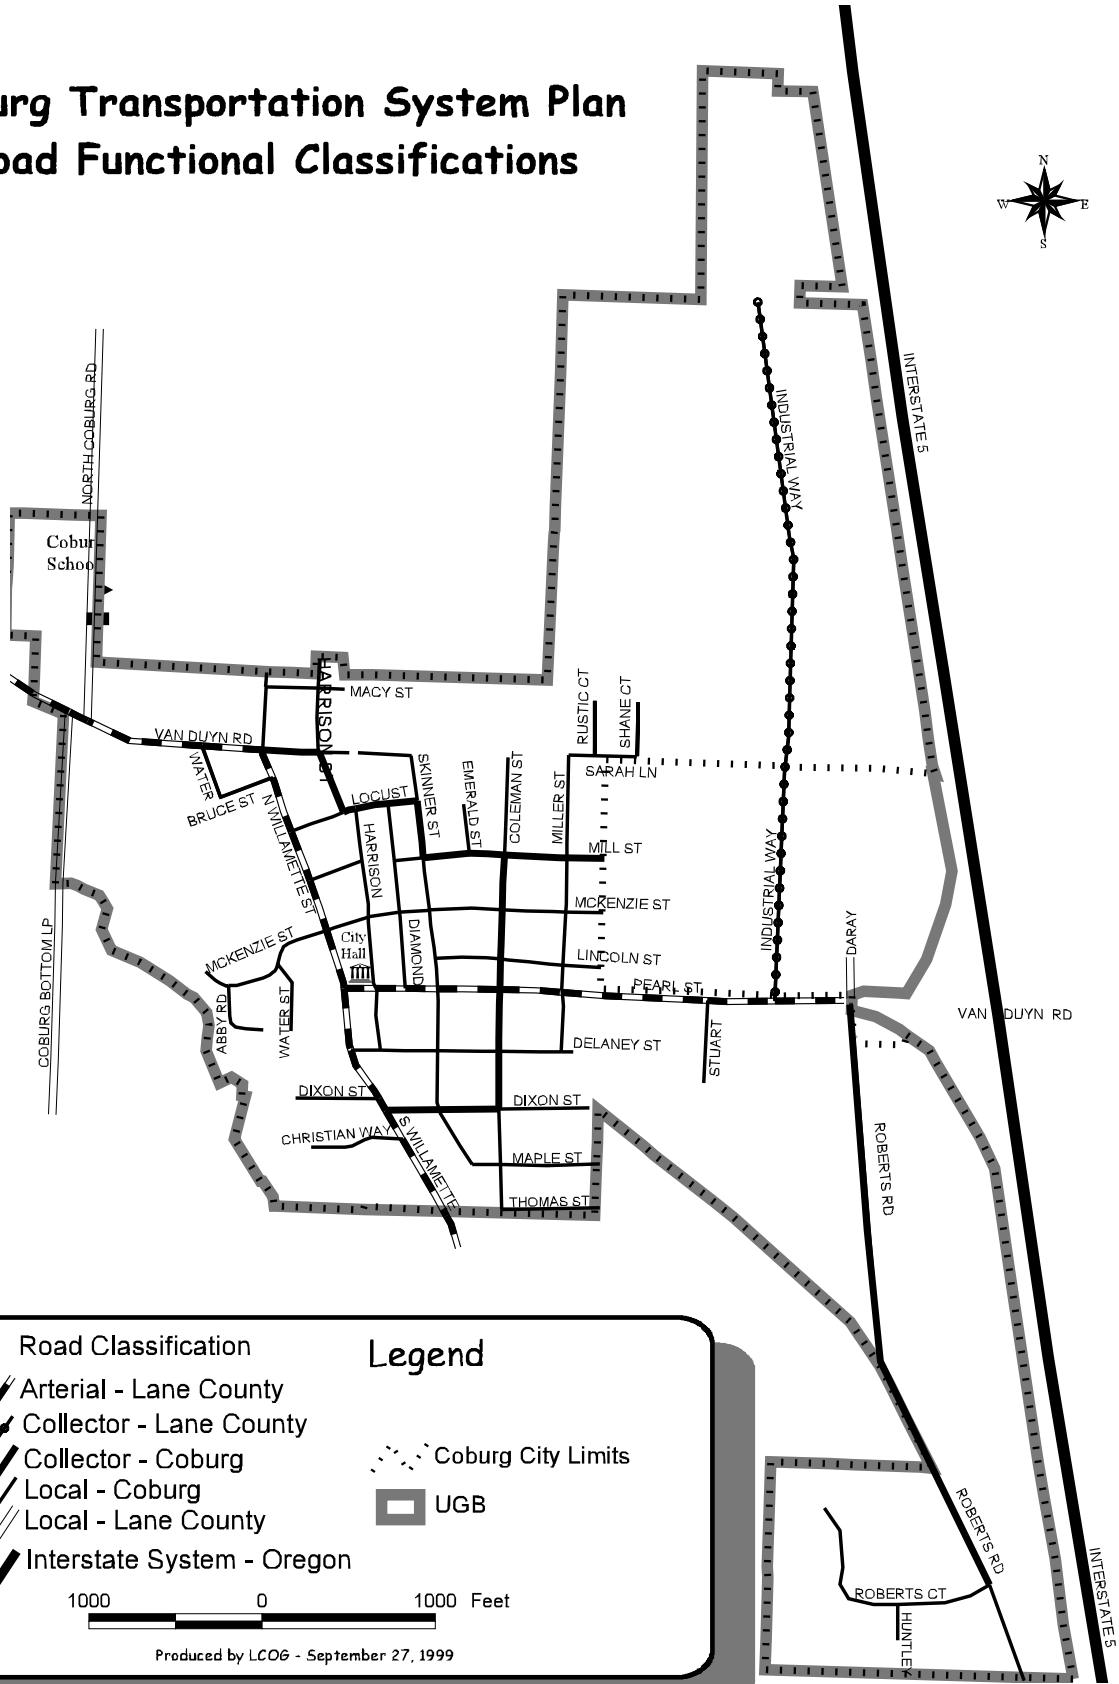 urg Transportation System Plan
oad Functional Classifications
N
W
E
S
INTERSTATE 5
NORTH COBURG RD
INDUSTRIAL WAY
Cobur
Schoo
HARRISON ST
MACY ST
RUSTIC CT
SHANE CT
VAN DUYN RD
WATER
BRUCE ST
N WILLAMETTE ST
LOCUST
SKINNER ST
EMERALD ST
COLEMAN ST
MILLER ST
SARAH LN
HARRISON
MILL ST
INDUSTRIAL WAY
MCKENZIE ST
MCKENZIE ST
City
Hall
DIAMOND
LINCOLN ST
DARAY
COBURG BOTTOM LP
ABBY RD
WATER ST
PEARL ST
VAN DUYN RD
DELANEY ST
STUART
DIXON ST
DIXON ST
CHRISTIAN WAY
S WILLAMETTE
MAPLE ST
THOMAS ST
ROBERTS RD
Road Classification
Legend
Arterial - Lane County
Collector - Lane County
Collector - Coburg
Local - Coburg
Local - Lane County
Interstate System - Oregon
Coburg City Limits
UGB
1000 0 1000 Feet
Produced by LCOG - September 27, 1999
ROBERTS RD
ROBERTS CT
HUNTLEY
INTERSTATE 5